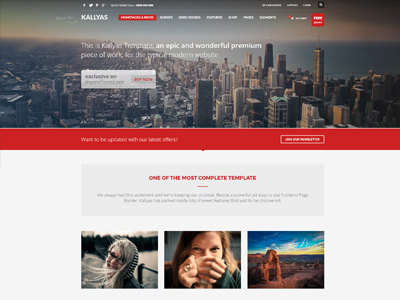 KALLYAS
HOMEPAGES & NICHE
SLIDERS
HERO SCENES
FEATURES
SHOP
PAGES
ELEMENTS
FREE
This is Kallyas Template, an epic and wonderful premium
piece of work, for the typical modern website.
exclusive on
themeforest.net
BUY NOW
Want to be updated with our latest offers?
JOIN OUR NEWSLETTER
ONE OF THE MOST COMPLETE TEMPLATE
We always had this statement and we're keeping our promise. Beside a powerful yet easy to use frontend Page
Builder, Kallyas has packed inside lots of sweet features that wait to be discovered.